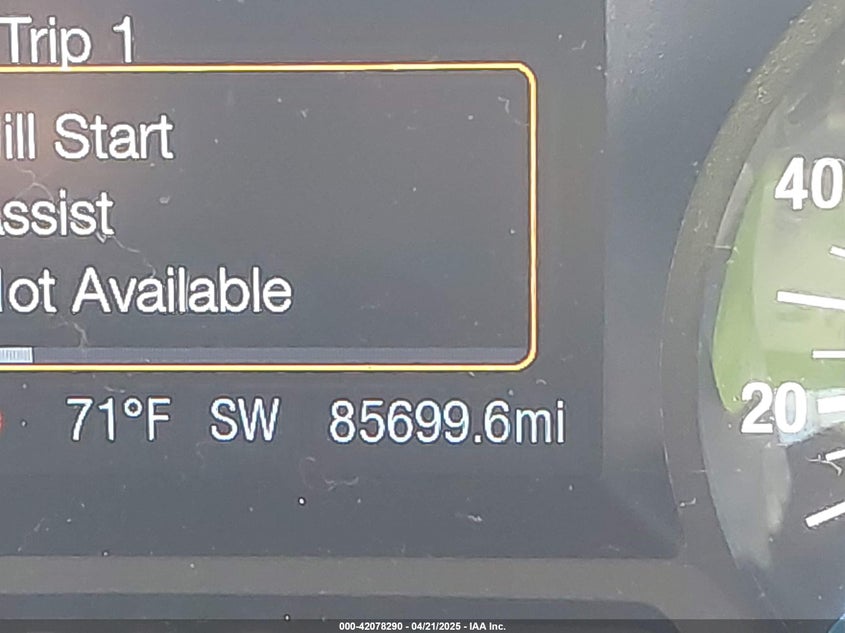 Trip 1
ill Start
ssist
ot Available
71°F SW 85699.6mi
40
20
000-42078290 - 04/21/2025 - IAA Inc.